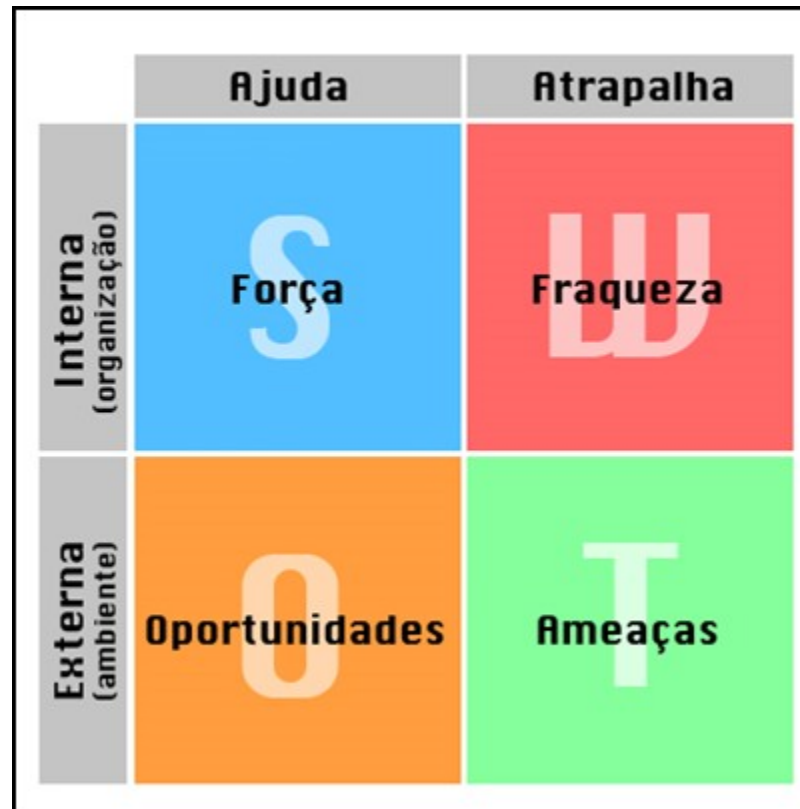 Ajuda
Atrapalha
Interna
(organização)
S
Força
W
Fraqueza
Externa
(ambiente)
O
Oportunidades
T
Ameaças